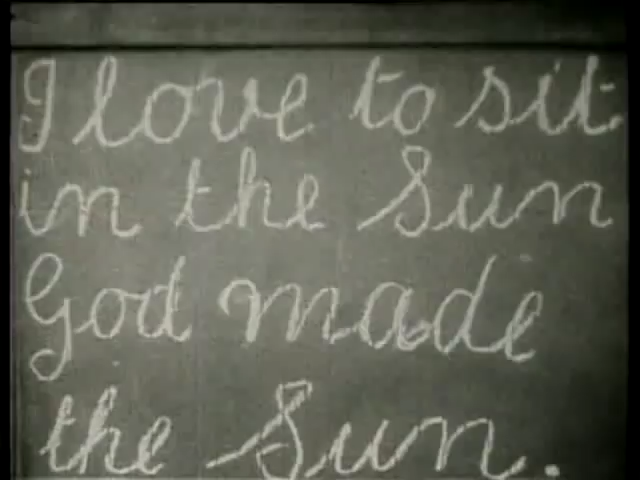 I love to sit
in the Sun
God made
the Sun.